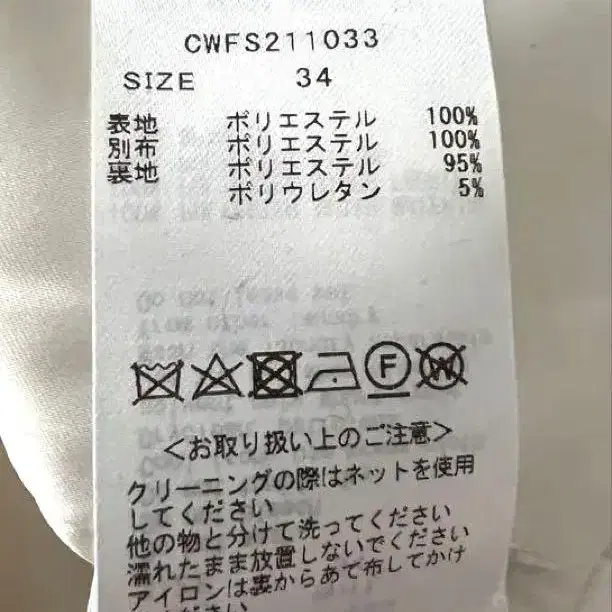 CWFS211033
SIZE 34
表地 ポリエステル 100%
別布 ポリエステル 100%
裏地 ポリエステル 95%
ポリウレタン 5%
F W
<お取り扱い上のご注意>
クリーニングの際はネットを使用
してください
他の物と分けて洗ってください
濡れたまま放置しないでください
アイロンは裏からあて布してかけ
てください